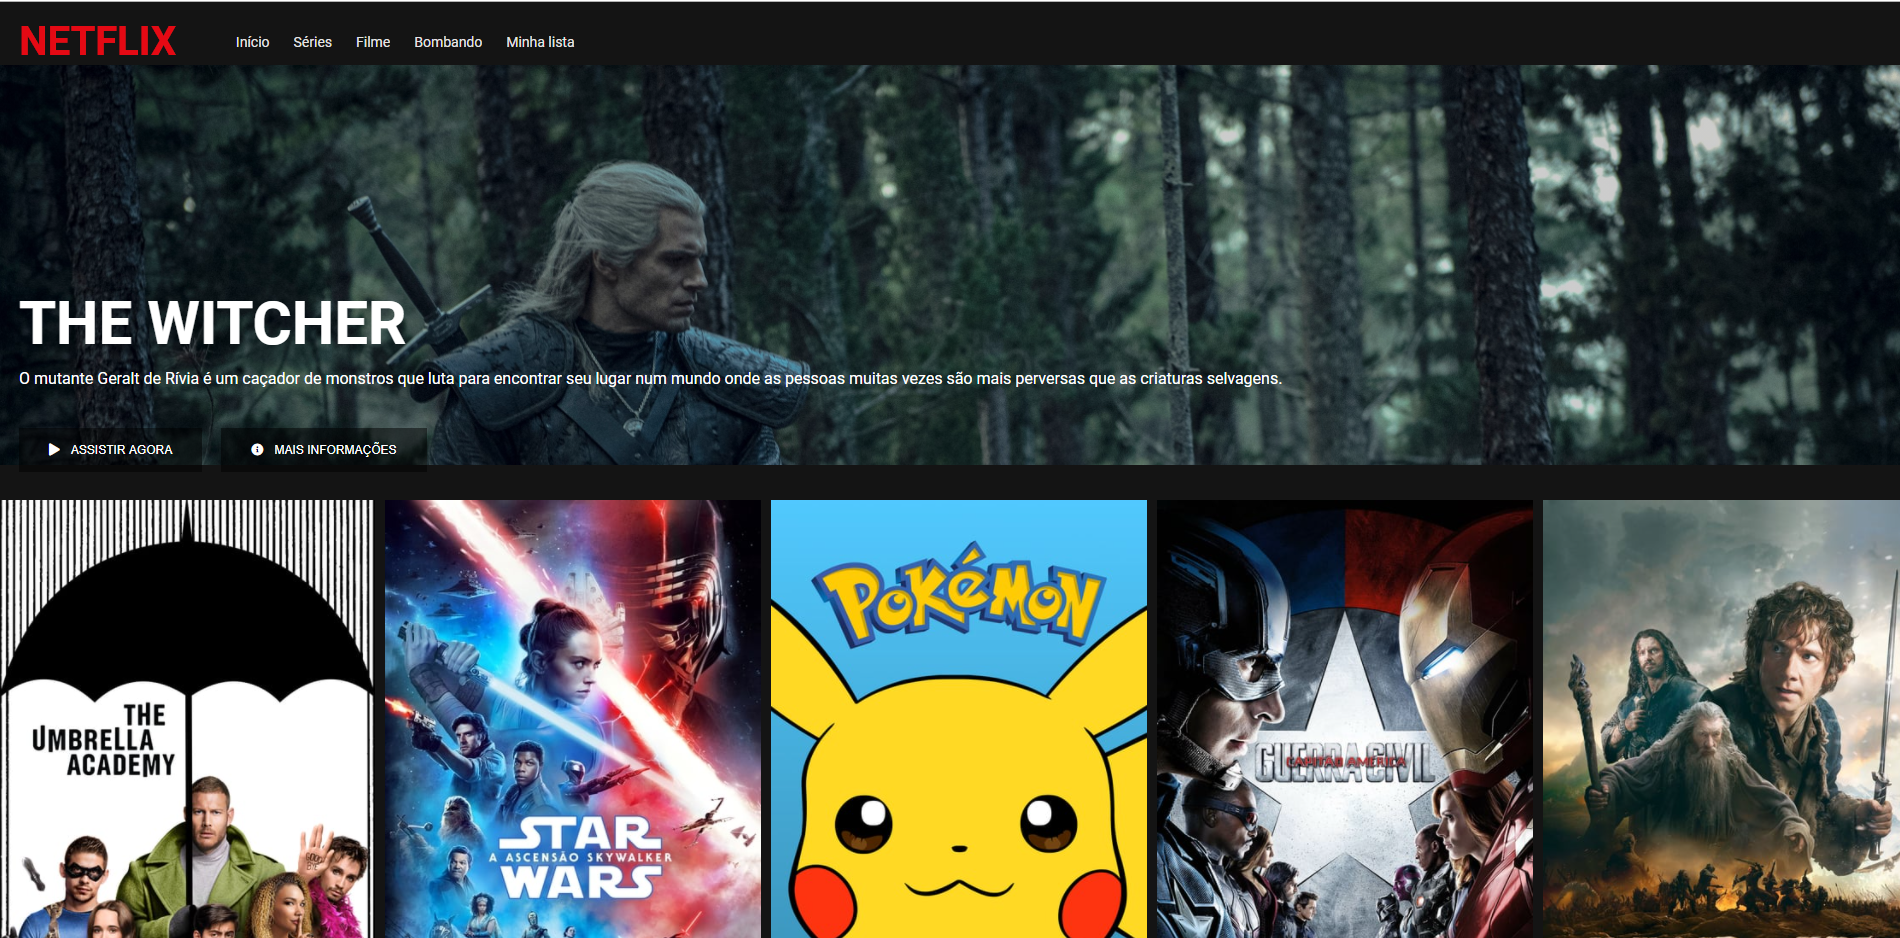 NETFLIX
Início Séries Filme Bombando Minha lista
THE WITCHER
O mutante Geralt de Rívia é um caçador de monstros que luta para encontrar seu lugar num mundo onde as pessoas muitas vezes são mais perversas que as criaturas selvagens.
ASSISTIR AGORA MAIS INFORMAÇÕES
THE
UMBRELLA
ACADEMY
STAR
A ASCENSÃO SKYWALKER
WARS
POKéMON
CAPITÃO AMÉRICA
GUERRA CIVIL